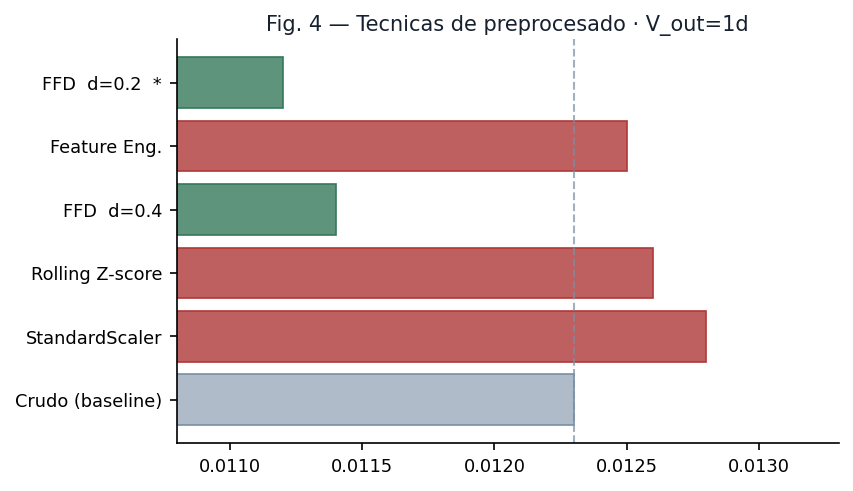 Fig. 4 — Tecnicas de preprocesado · V_out=1d
FFD  d=0.2  *
Feature Eng.
FFD  d=0.4
Rolling Z-score
StandardScaler
Crudo (baseline)
0.0110 0.0115 0.0120 0.0125 0.0130